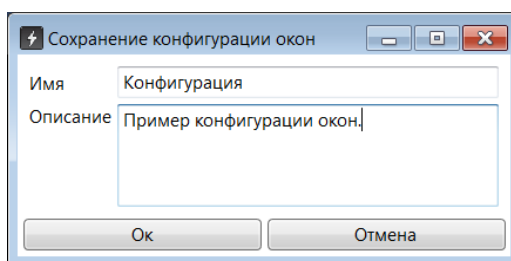 Сохранение конфигурации окон
Имя Конфигурация
Описание Пример конфигурации окон.
Ок Отмена